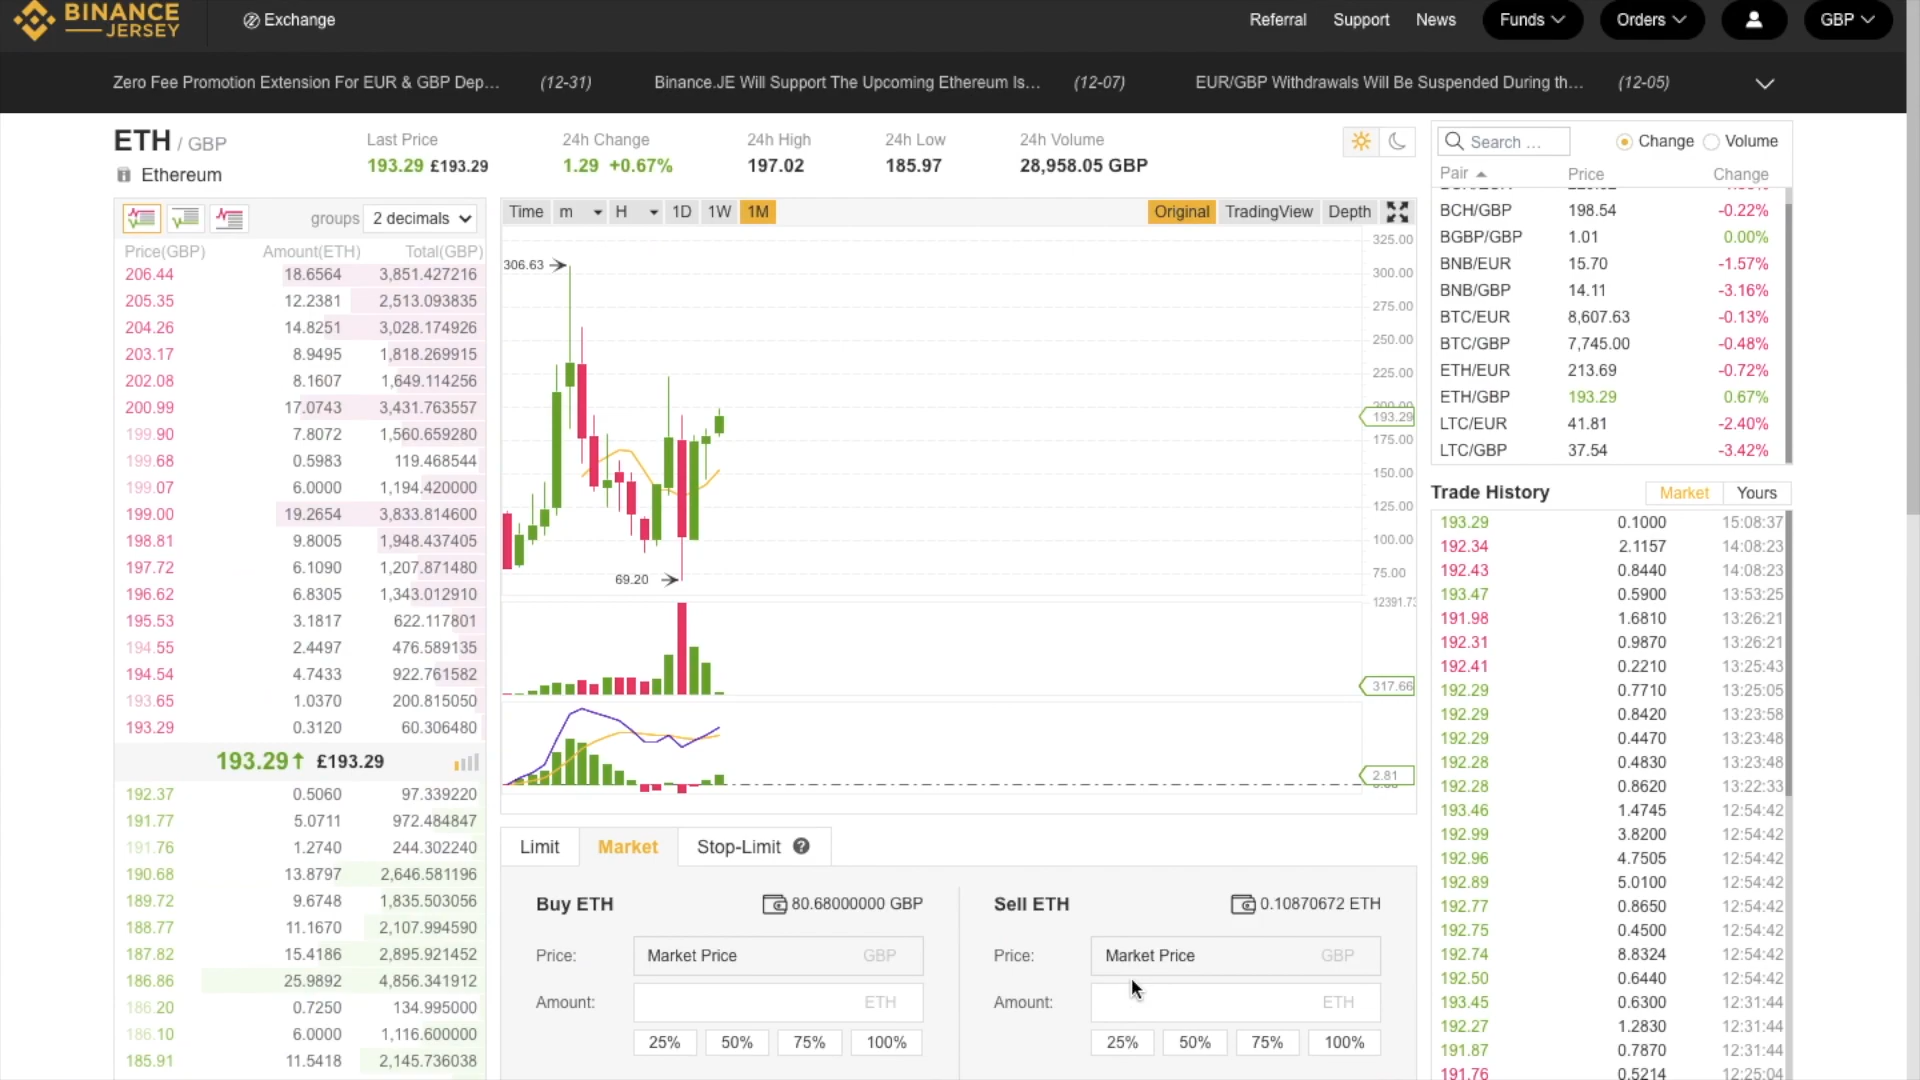 BINANCE
JERSEY
Exchange
Referral
Support
News
Funds
Orders
GBP
Zero Fee Promotion Extension For EUR & GBP Dep... (12-31)
Binance.JE Will Support The Upcoming Ethereum Is... (12-07)
EUR/GBP Withdrawals Will Be Suspended During th... (12-05)
ETH / GBP
Ethereum
Last Price
193.29 £193.29
24h Change
1.29 +0.67%
24h High
197.02
24h Low
185.97
24h Volume
28,958.05 GBP
groups 2 decimals
Price(GBP) Amount(ETH) Total(GBP)
206.44 18.6564 3,851.427216
205.35 12.2381 2,513.093835
204.26 14.8251 3,028.174926
203.17 8.9495 1,818.269915
202.08 8.1607 1,649.114256
200.99 17.0743 3,431.763557
199.90 7.8072 1,560.659280
199.68 0.5983 119.468544
199.07 6.0000 1,194.420000
199.00 19.2654 3,833.814600
198.81 9.8005 1,948.437405
197.72 6.1090 1,207.871480
196.62 6.8305 1,343.012910
195.53 3.1817 622.117801
194.55 2.4497 476.589135
194.54 4.7433 922.761582
193.65 1.0370 200.815050
193.29 0.3120 60.306480
193.29↑ £193.29
192.37 0.5060 97.339220
191.77 5.0711 972.484847
191.76 1.2740 244.302240
190.68 13.8797 2,646.581196
189.72 9.6748 1,835.503056
188.77 11.1670 2,107.994590
187.82 15.4186 2,895.921452
186.86 25.9892 4,856.341912
186.20 0.7250 134.995000
186.10 6.0000 1,116.600000
185.91 11.5418 2,145.736038
Time m H 1D 1W 1M
Original TradingView Depth
306.63
69.20
325.00
300.00
275.00
250.00
225.00
200.00
193.29
175.00
150.00
125.00
100.00
75.00
12391.73
317.66
2.81
Limit
Market
Stop-Limit ?
Buy ETH
80.68000000 GBP
Price: Market Price GBP
Amount: ETH
25% 50% 75% 100%
Sell ETH
0.10870672 ETH
Price: Market Price GBP
Amount: ETH
25% 50% 75% 100%
Search ...
Change
Volume
Pair Price Change
BCH/GBP 198.54 -0.22%
BGBP/GBP 1.01 0.00%
BNB/EUR 15.70 -1.57%
BNB/GBP 14.11 -3.16%
BTC/EUR 8,607.63 -0.13%
BTC/GBP 7,745.00 -0.48%
ETH/EUR 213.69 -0.72%
ETH/GBP 193.29 0.67%
LTC/EUR 41.81 -2.40%
LTC/GBP 37.54 -3.42%
Trade History
Market
Yours
193.29 0.1000 15:08:37
192.34 2.1157 14:08:23
192.43 0.8440 14:08:23
193.47 0.5900 13:53:25
191.98 1.6810 13:26:21
192.31 0.9870 13:26:21
192.41 0.2210 13:25:43
192.29 0.7710 13:25:05
192.29 0.8420 13:23:58
192.29 0.4470 13:23:48
192.28 0.4830 13:23:48
192.28 0.8620 13:22:33
193.46 1.4745 12:54:42
192.99 3.8200 12:54:42
192.96 4.7505 12:54:42
192.89 5.0100 12:54:42
192.77 0.8650 12:54:42
192.75 0.4500 12:54:42
192.74 8.8324 12:54:42
192.50 0.6440 12:54:42
193.45 0.6300 12:31:44
192.27 1.2830 12:31:44
191.87 0.7870 12:31:44
191.76 0.5214 12:25:04